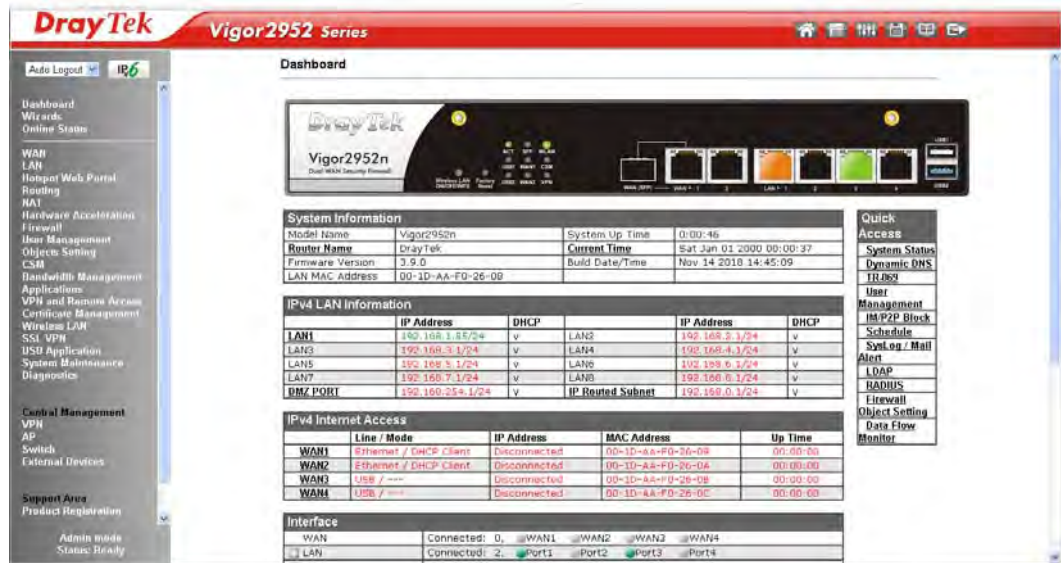 DrayTek
Vigor2952 Series
Auto Logout
IPv6
Dashboard
Wizards
Online Status
WAN
LAN
Hotspot Web Portal
Routing
NAT
Hardware Acceleration
Firewall
User Management
Objects Setting
CSM
Bandwidth Management
Applications
VPN and Remote Access
Certificate Management
Wireless LAN
SSL VPN
USB Application
System Maintenance
Diagnostics
Central Management
VPN
AP
Switch
External Devices
Support Area
Product Registration
Admin mode
Status: Ready
Dashboard
DrayTek
Vigor2952n
Dual WAN Security Firewall
System Information
Model Name Vigor2952n System Up Time 0:00:46
Router Name DrayTek Current Time Sat Jan 01 2000 00:00:37
Firmware Version 3.9.0 Build Date/Time Nov 14 2018 14:45:09
LAN MAC Address 00-1D-AA-F0-26-08
IPv4 LAN Information
IP Address DHCP IP Address DHCP
LAN1 192.168.1.85/24 v LAN2 192.168.2.1/24 v
LAN3 192.168.3.1/24 v LAN4 192.168.4.1/24 v
LAN5 192.168.5.1/24 v LAN6 192.168.6.1/24 v
LAN7 192.168.7.1/24 v LAN8 192.168.8.1/24 v
DMZ PORT 192.168.254.1/24 v IP Routed Subnet 192.168.0.1/24 v
IPv4 Internet Access
Line / Mode IP Address MAC Address Up Time
WAN1 Ethernet / DHCP Client Disconnected 00-1D-AA-F0-26-09 00:00:00
WAN2 Ethernet / DHCP Client Disconnected 00-1D-AA-F0-26-0A 00:00:00
WAN3 USB / --- Disconnected 00-1D-AA-F0-26-0B 00:00:00
WAN4 USB / --- Disconnected 00-1D-AA-F0-26-0C 00:00:00
Interface
WAN Connected: 0, WAN1 WAN2 WAN3 WAN4
LAN Connected: 2, Port1 Port2 Port3 Port4
Quick
Access
System Status
Dynamic DNS
TR-069
User
Management
IM/P2P Block
Schedule
SysLog / Mail
Alert
LDAP
RADIUS
Firewall
Object Setting
Data Flow
Monitor